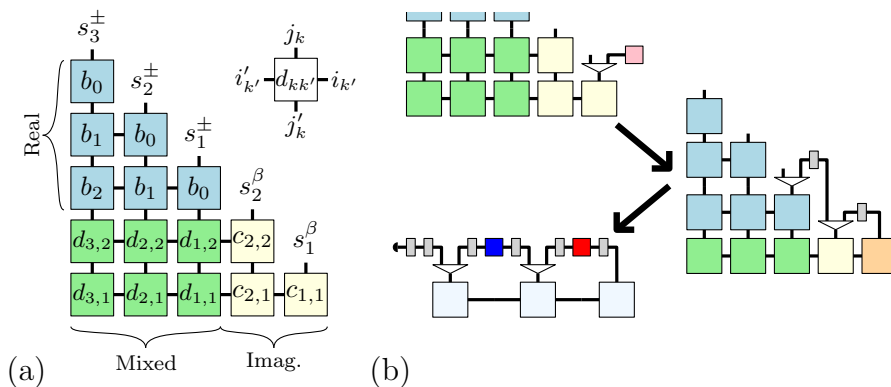 s_3^± j_k
b_0 s_2^± i'_{k'} d_{kk'} i_{k'}
Real b_1 b_0 s_1^± j'_k
b_2 b_1 b_0 s_2^β
d_{3,2} d_{2,2} d_{1,2} c_{2,2} s_1^β
d_{3,1} d_{2,1} d_{1,1} c_{2,1} c_{1,1}
Mixed Imag.
(a) (b)